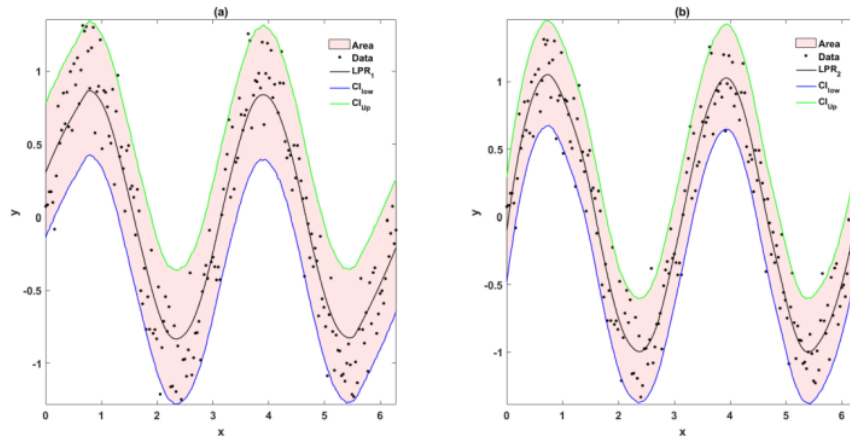 (a)
Area
Data
LPR1
CIlow
CIUp
1
0.5
0
-0.5
-1
y
0 1 2 3 4 5 6
x
(b)
Area
Data
LPR2
CIlow
CIUp
1
0.5
0
-0.5
-1
y
0 1 2 3 4 5 6
x